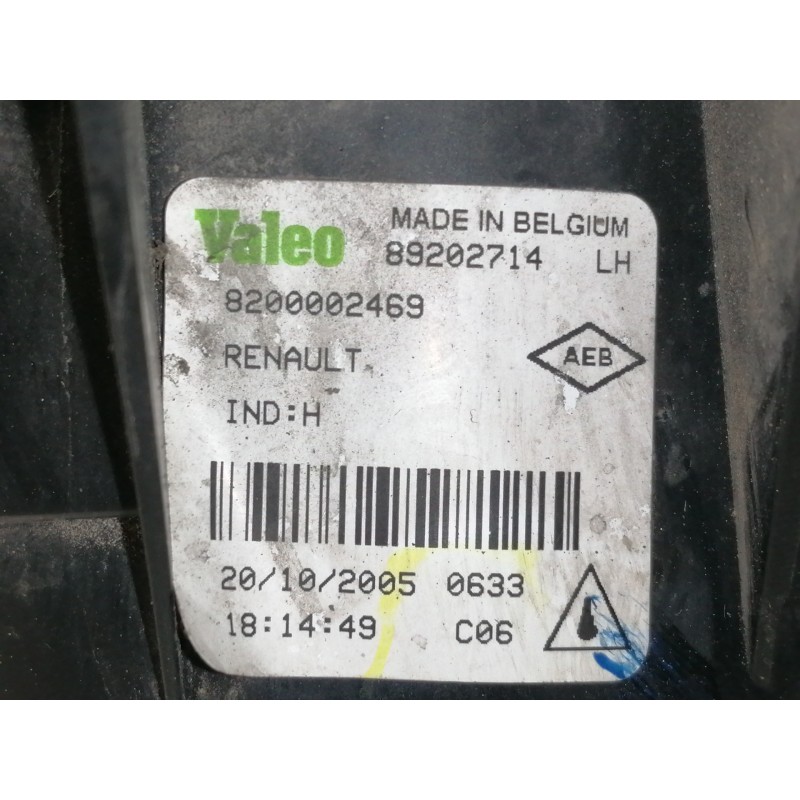 Valeo MADE IN BELGIUM
89202714 LH
8200002469
RENAULT
AEB
IND:H
20/10/2005 0633
18:14:49 C06